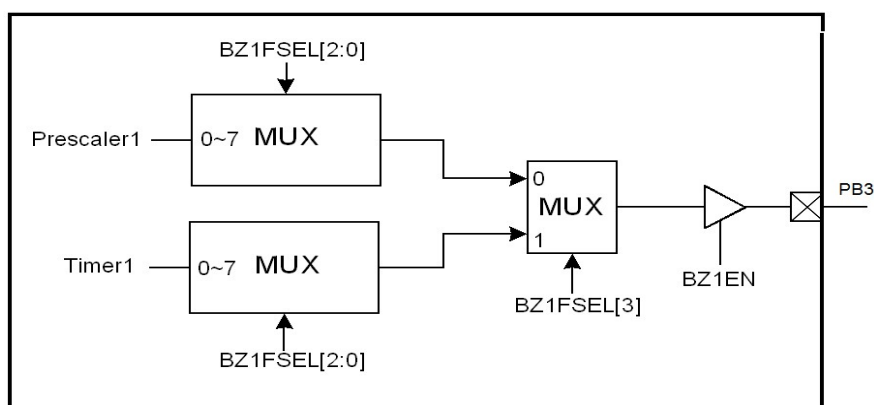 BZ1FSEL[2:0]
Prescaler1
0~7 MUX
0
MUX
1
PB3
Timer1
0~7 MUX
BZ1FSEL[3]
BZ1EN
BZ1FSEL[2:0]